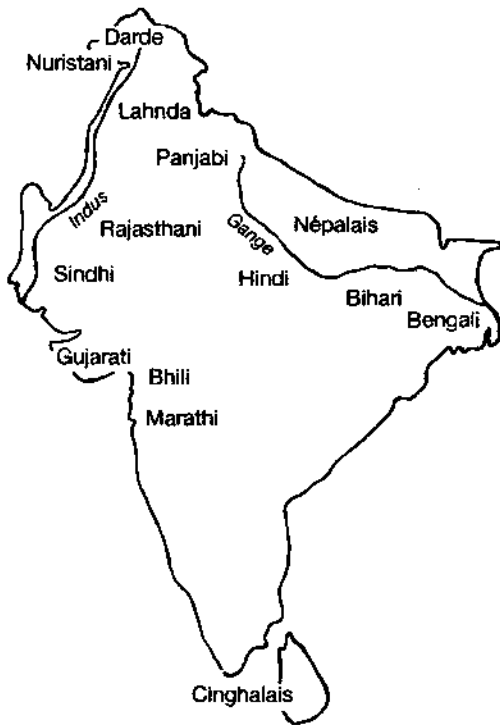 Darde
Nuristani
Lahnda
Panjabi
Indus
Rajasthani
Gange
Népalais
Sindhi
Hindi
Bihari
Bengali
Gujarati
Bhili
Marathi
Cinghalais